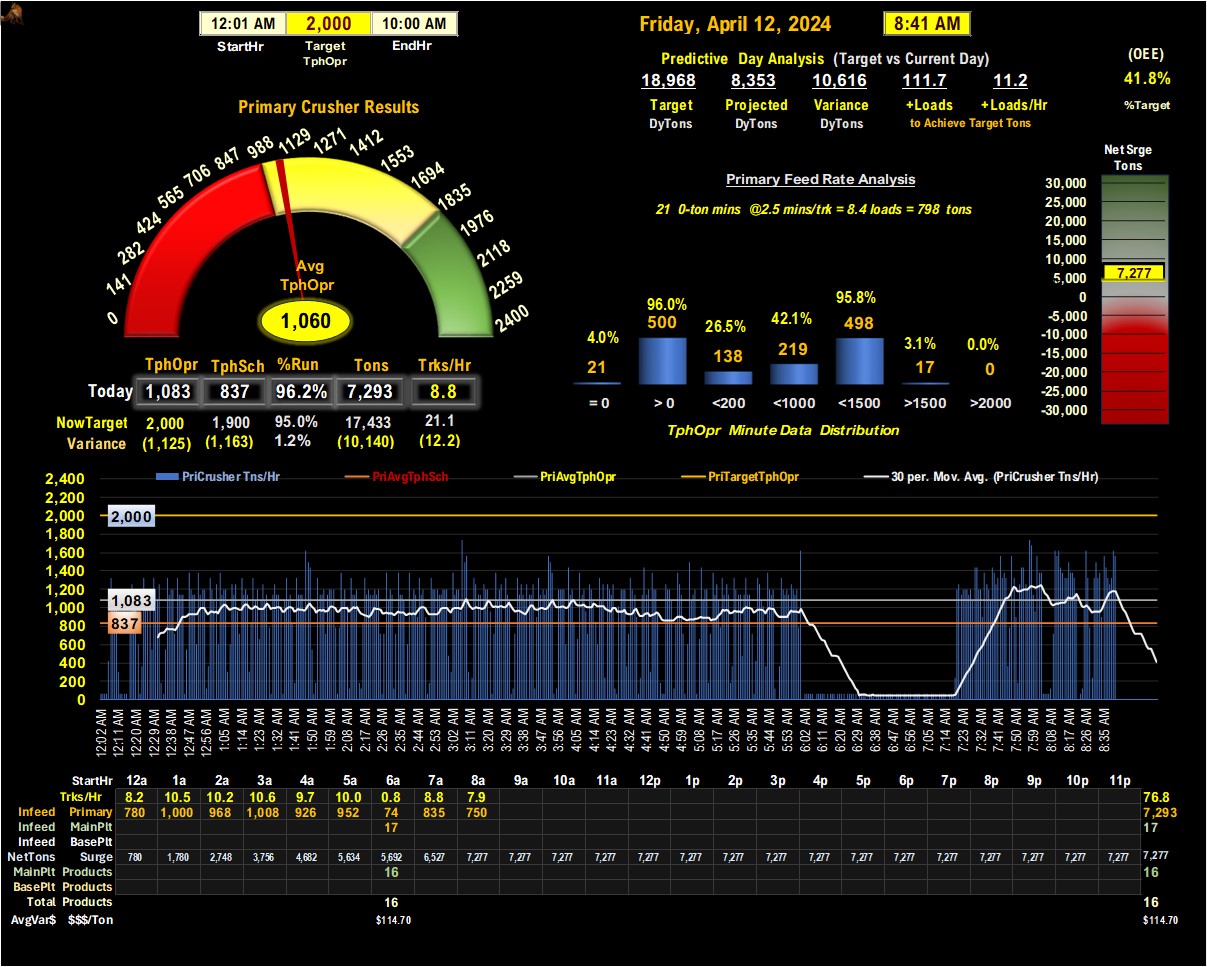 12:01 AM 2,000 10:00 AM
StartHr Target EndHr
TphOpr
Friday, April 12, 2024 8:41 AM
Predictive Day Analysis (Target vs Current Day)
18,968 8,353 10,616 111.7 11.2
Target Projected Variance +Loads +Loads/Hr
DyTons DyTons DyTons to Achieve Target Tons
(OEE)
41.8%
%Target
Primary Crusher Results
0 141 282 424 565 706 847 988 1129 1271 1412 1553 1694 1835 1976 2118 2259 2400
Avg
TphOpr
1,060
TphOpr TphSch %Run Tons Trks/Hr
Today 1,083 837 96.2% 7,293 8.8
NowTarget 2,000 1,900 95.0% 17,433 21.1
Variance (1,125) (1,163) 1.2% (10,140) (12.2)
Primary Feed Rate Analysis
21 0-ton mins @2.5 mins/trk = 8.4 loads = 798 tons
4.0% 96.0% 26.5% 42.1% 95.8% 3.1% 0.0%
21 500 138 219 498 17 0
= 0 > 0 <200 <1000 <1500 >1500 >2000
TphOpr Minute Data Distribution
Net Srge
Tons
30,000
25,000
20,000
15,000
10,000
7,277
5,000
0
-5,000
-10,000
-15,000
-20,000
-25,000
-30,000
PriCrusher Tns/Hr PriAvgTphSch PriAvgTphOpr PriTargetTphOpr 30 per. Mov. Avg. (PriCrusher Tns/Hr)
2,400
2,200
2,000 2,000
1,800
1,600
1,400
1,200
1,083
1,000
837
800
600
400
200
0
12:02 AM 12:11 AM 12:20 AM 12:29 AM 12:38 AM 12:47 AM 12:56 AM 1:05 AM 1:14 AM 1:23 AM 1:32 AM 1:41 AM 1:50 AM 1:59 AM 2:08 AM 2:17 AM 2:26 AM 2:35 AM 2:44 AM 2:53 AM 3:02 AM 3:11 AM 3:20 AM 3:29 AM 3:38 AM 3:47 AM 3:56 AM 4:05 AM 4:14 AM 4:23 AM 4:32 AM 4:41 AM 4:50 AM 4:59 AM 5:08 AM 5:17 AM 5:26 AM 5:35 AM 5:44 AM 5:53 AM 6:02 AM 6:11 AM 6:20 AM 6:29 AM 6:38 AM 6:47 AM 6:56 AM 7:05 AM 7:14 AM 7:23 AM 7:32 AM 7:41 AM 7:50 AM 7:59 AM 8:08 AM 8:17 AM 8:26 AM 8:35 AM
StartHr 12a 1a 2a 3a 4a 5a 6a 7a 8a 9a 10a 11a 12p 1p 2p 3p 4p 5p 6p 7p 8p 9p 10p 11p
Trks/Hr 8.2 10.5 10.2 10.6 9.7 10.0 0.8 8.8 7.9 76.8
Infeed Primary 780 1,000 968 1,008 926 952 74 835 750 7,293
Infeed MainPlt 17 17
Infeed BasePlt
NetTons Surge 780 1,780 2,748 3,756 4,682 5,634 5,692 6,527 7,277 7,277 7,277 7,277 7,277 7,277 7,277 7,277 7,277 7,277 7,277 7,277 7,277 7,277 7,277 7,277 7,277
MainPlt Products 16 16
BasePlt Products
Total Products 16 16
AvgVar$ $$$/Ton $114.70 $114.70